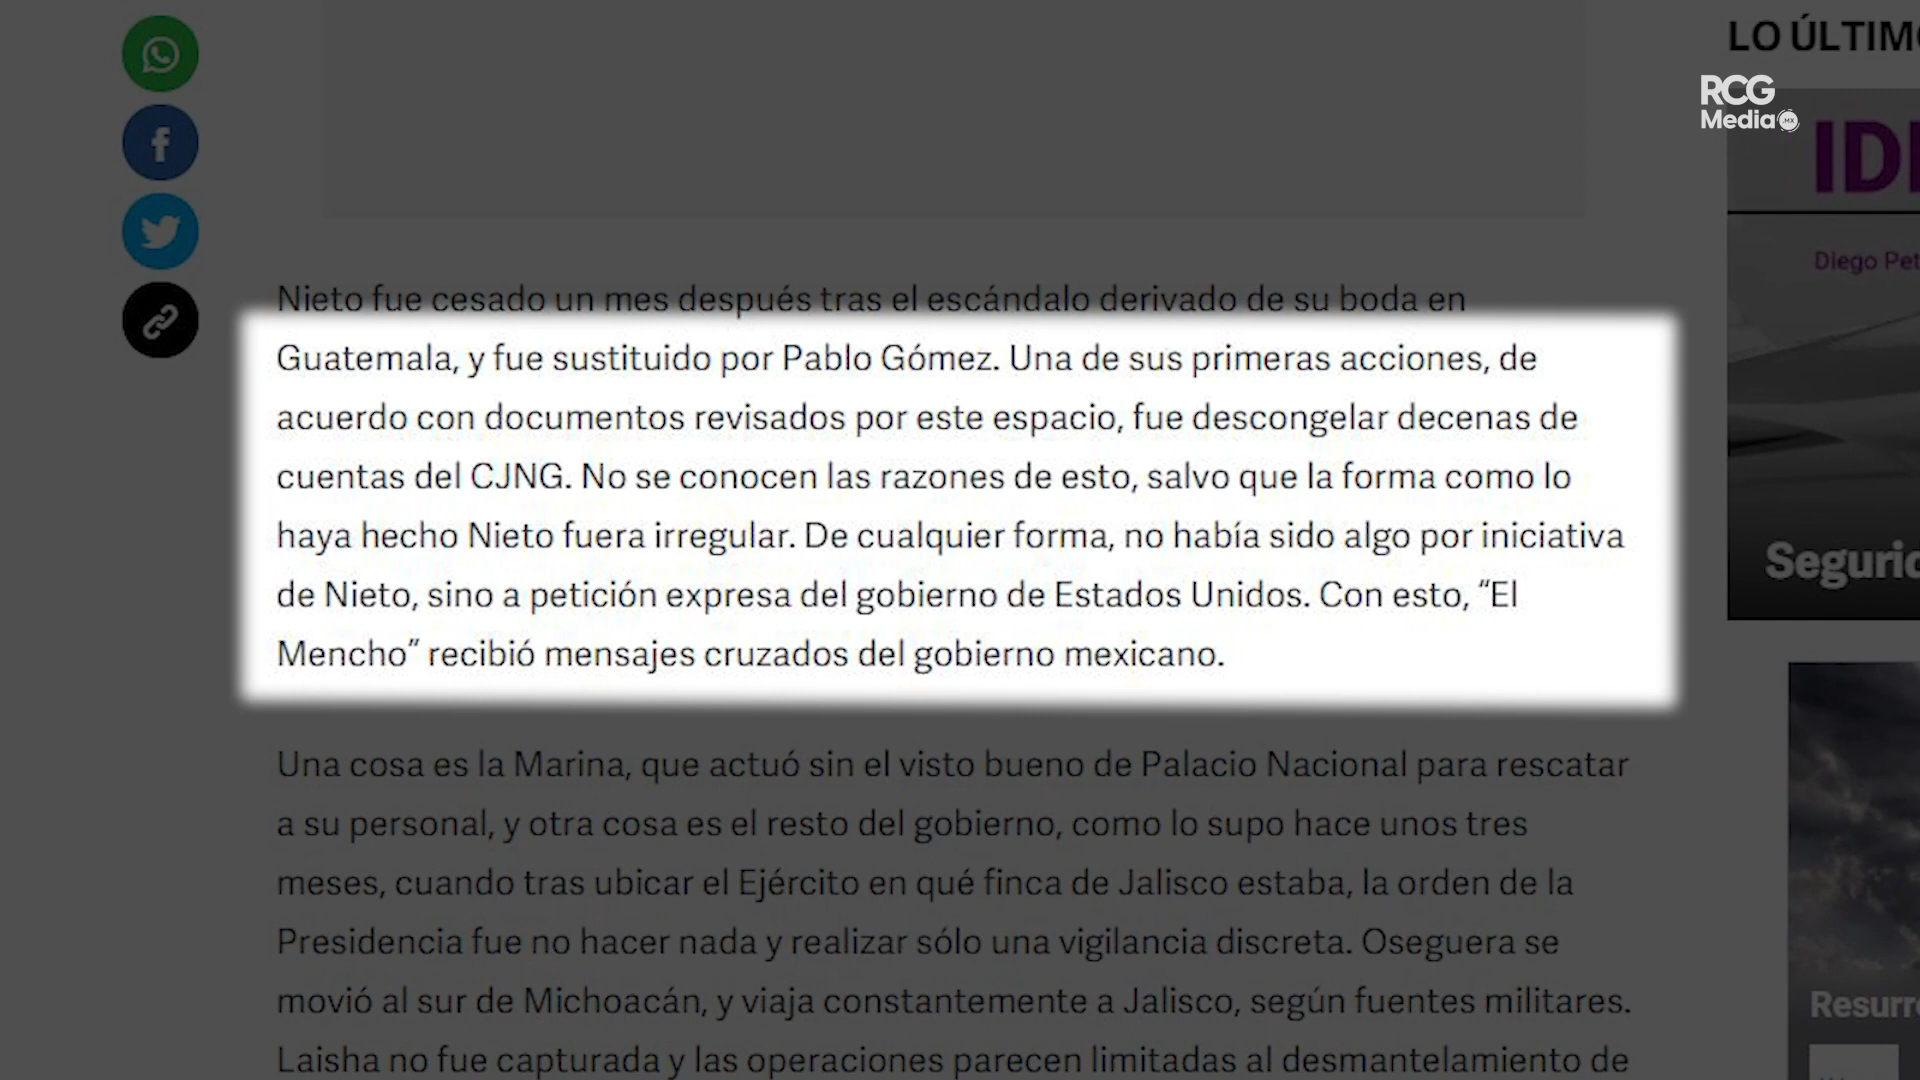 LO ÚLTIM
RCG
Media
IDE
Diego Pet
Nieto fue cesado un mes después tras el escándalo derivado de su boda en
Guatemala, y fue sustituido por Pablo Gómez. Una de sus primeras acciones, de
acuerdo con documentos revisados por este espacio, fue descongelar decenas de
cuentas del CJNG. No se conocen las razones de esto, salvo que la forma como lo
haya hecho Nieto fuera irregular. De cualquier forma, no había sido algo por iniciativa
de Nieto, sino a petición expresa del gobierno de Estados Unidos. Con esto, “El
Mencho” recibió mensajes cruzados del gobierno mexicano.
Seguric
Una cosa es la Marina, que actuó sin el visto bueno de Palacio Nacional para rescatar
a su personal, y otra cosa es el resto del gobierno, como lo supo hace unos tres
meses, cuando tras ubicar el Ejército en qué finca de Jalisco estaba, la orden de la
Presidencia fue no hacer nada y realizar sólo una vigilancia discreta. Oseguera se
movió al sur de Michoacán, y viaja constantemente a Jalisco, según fuentes militares.
Laisha no fue capturada y las operaciones parecen limitadas al desmantelamiento de
Resurre